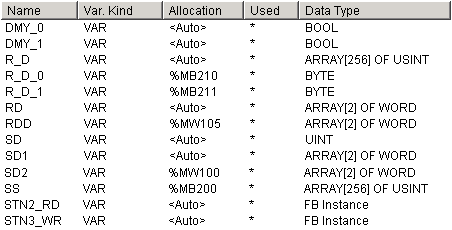 Name Var. Kind Allocation Used Data Type
DMY_0 VAR <Auto> * BOOL
DMY_1 VAR <Auto> * BOOL
R_D VAR <Auto> * ARRAY[256] OF USINT
R_D_0 VAR %MB210 * BYTE
R_D_1 VAR %MB211 * BYTE
RD VAR <Auto> * ARRAY[2] OF WORD
RDD VAR %MW105 * ARRAY[2] OF WORD
SD VAR <Auto> * UINT
SD1 VAR <Auto> * ARRAY[2] OF WORD
SD2 VAR %MW100 * ARRAY[2] OF WORD
SS VAR %MB200 * ARRAY[256] OF USINT
STN2_RD VAR <Auto> * FB Instance
STN3_WR VAR <Auto> * FB Instance